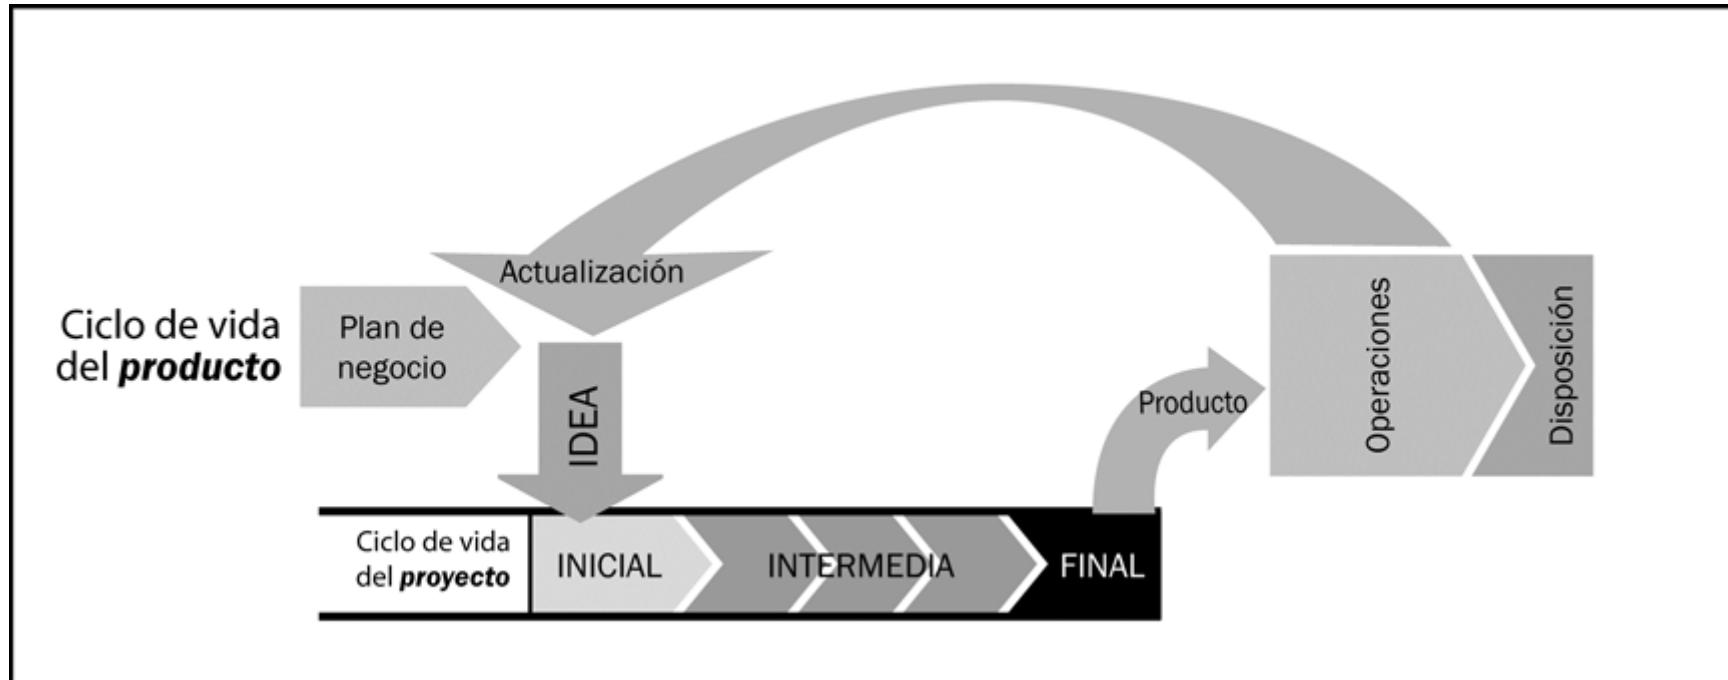 Actualización
Ciclo de vida
del producto
Plan de
negocio
IDEA
Producto
Operaciones
Disposición
Ciclo de vida
del proyecto
INICIAL
INTERMEDIA
FINAL